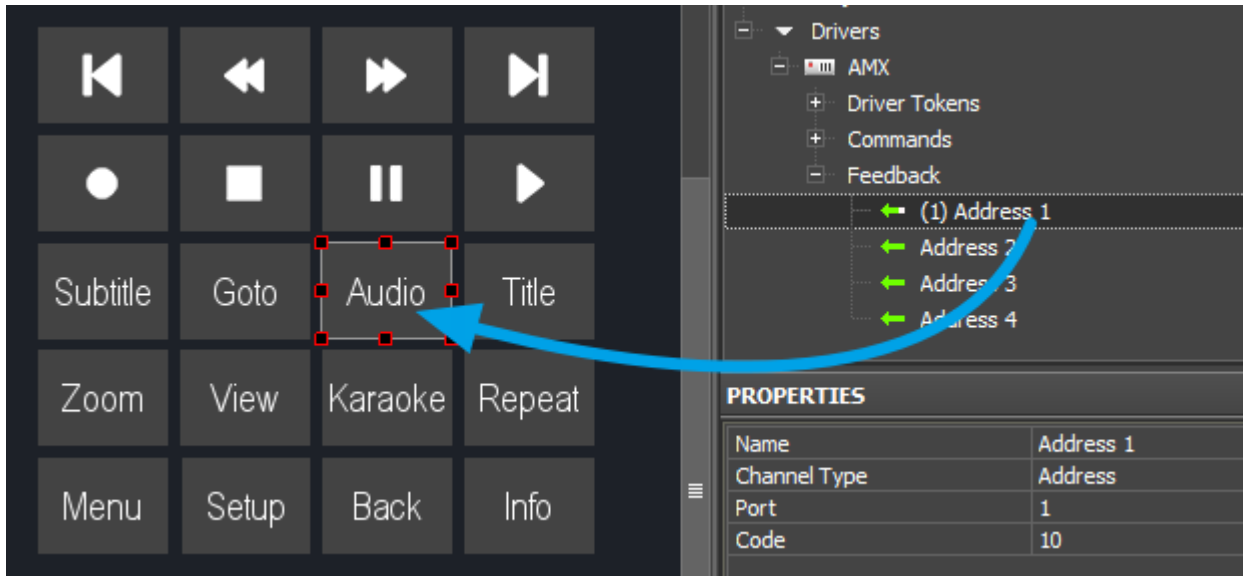 Subtitle Goto Audio Title
Zoom View Karaoke Repeat
Menu Setup Back Info
Drivers
AMX
Driver Tokens
Commands
Feedback
(1) Address 1
Address 2
Address 3
Address 4
PROPERTIES
Name Address 1
Channel Type Address
Port 1
Code 10